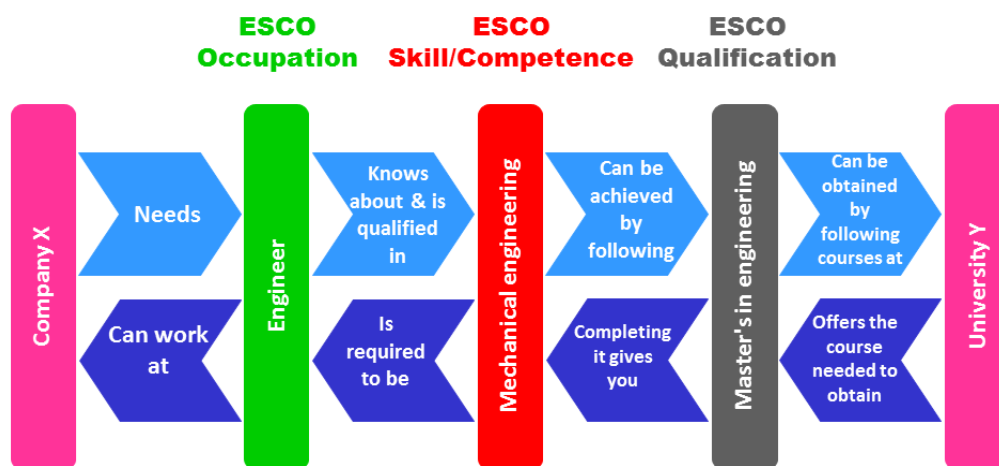 ESCO
Occupation
ESCO
Skill/Competence
ESCO
Qualification
Company X
Needs
Can work
at
Engineer
Knows
about & is
qualified
in
Is
required
to be
Mechanical engineering
Can be
achieved
by
following
Completing
it gives
you
Master's in engineering
Can be
obtained
by
following
courses at
Offers the
course
needed to
obtain
University Y